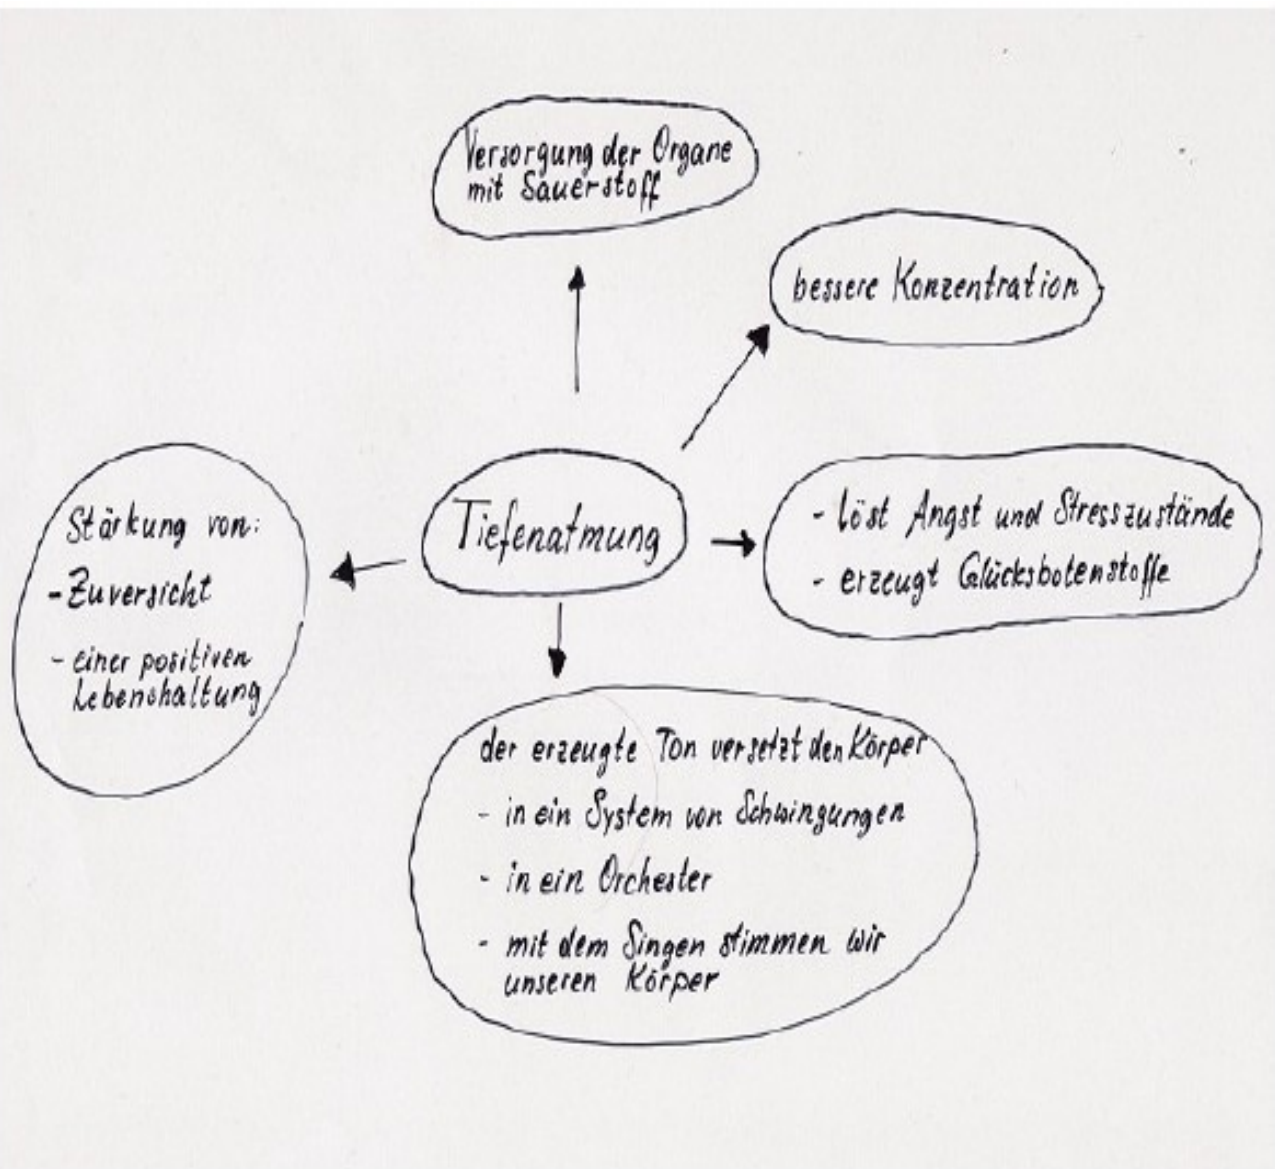 Versorgung der Organe
mit Sauerstoff
bessere Konzentration
Tiefenatmung
- löst Angst und Stresszustände
- erzeugt Glücksbotenstoffe
Stärkung von:
- Zuversicht
- einer positiven
Lebenshaltung
der erzeugte Ton versetzt den Körper
- in ein System von Schwingungen
- in ein Orchester
- mit dem Singen stimmen wir
unseren Körper